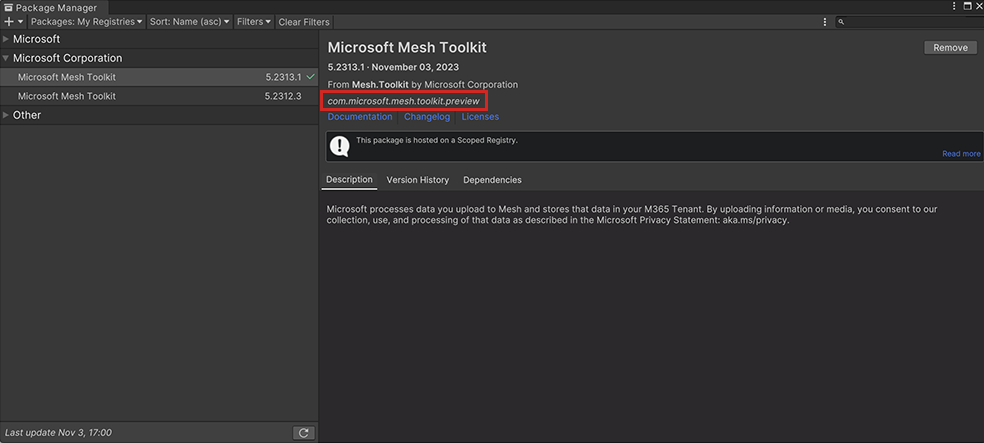 Package Manager
Packages: My Registries Sort: Name (asc) Filters Clear Filters
Microsoft
Microsoft Corporation
Microsoft Mesh Toolkit 5.2313.1
Microsoft Mesh Toolkit 5.2312.3
Other
Last update Nov 3, 17:00
Microsoft Mesh Toolkit
Remove
5.2313.1 · November 03, 2023
From Mesh.Toolkit by Microsoft Corporation
com.microsoft.mesh.toolkit.preview
Documentation Changelog Licenses
This package is hosted on a Scoped Registry.
Read more
Description Version History Dependencies
Microsoft processes data you upload to Mesh and stores that data in your M365 Tenant. By uploading information or media, you consent to our
collection, use, and processing of that data as described in the Microsoft Privacy Statement: aka.ms/privacy.